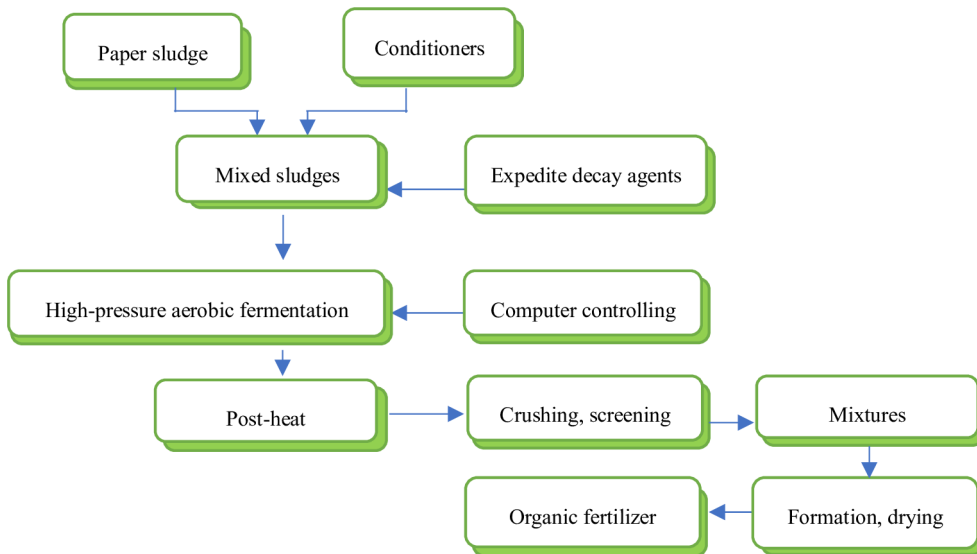 Paper sludge
Conditioners
Mixed sludges
Expedite decay agents
High-pressure aerobic fermentation
Computer controlling
Post-heat
Crushing, screening
Mixtures
Organic fertilizer
Formation, drying